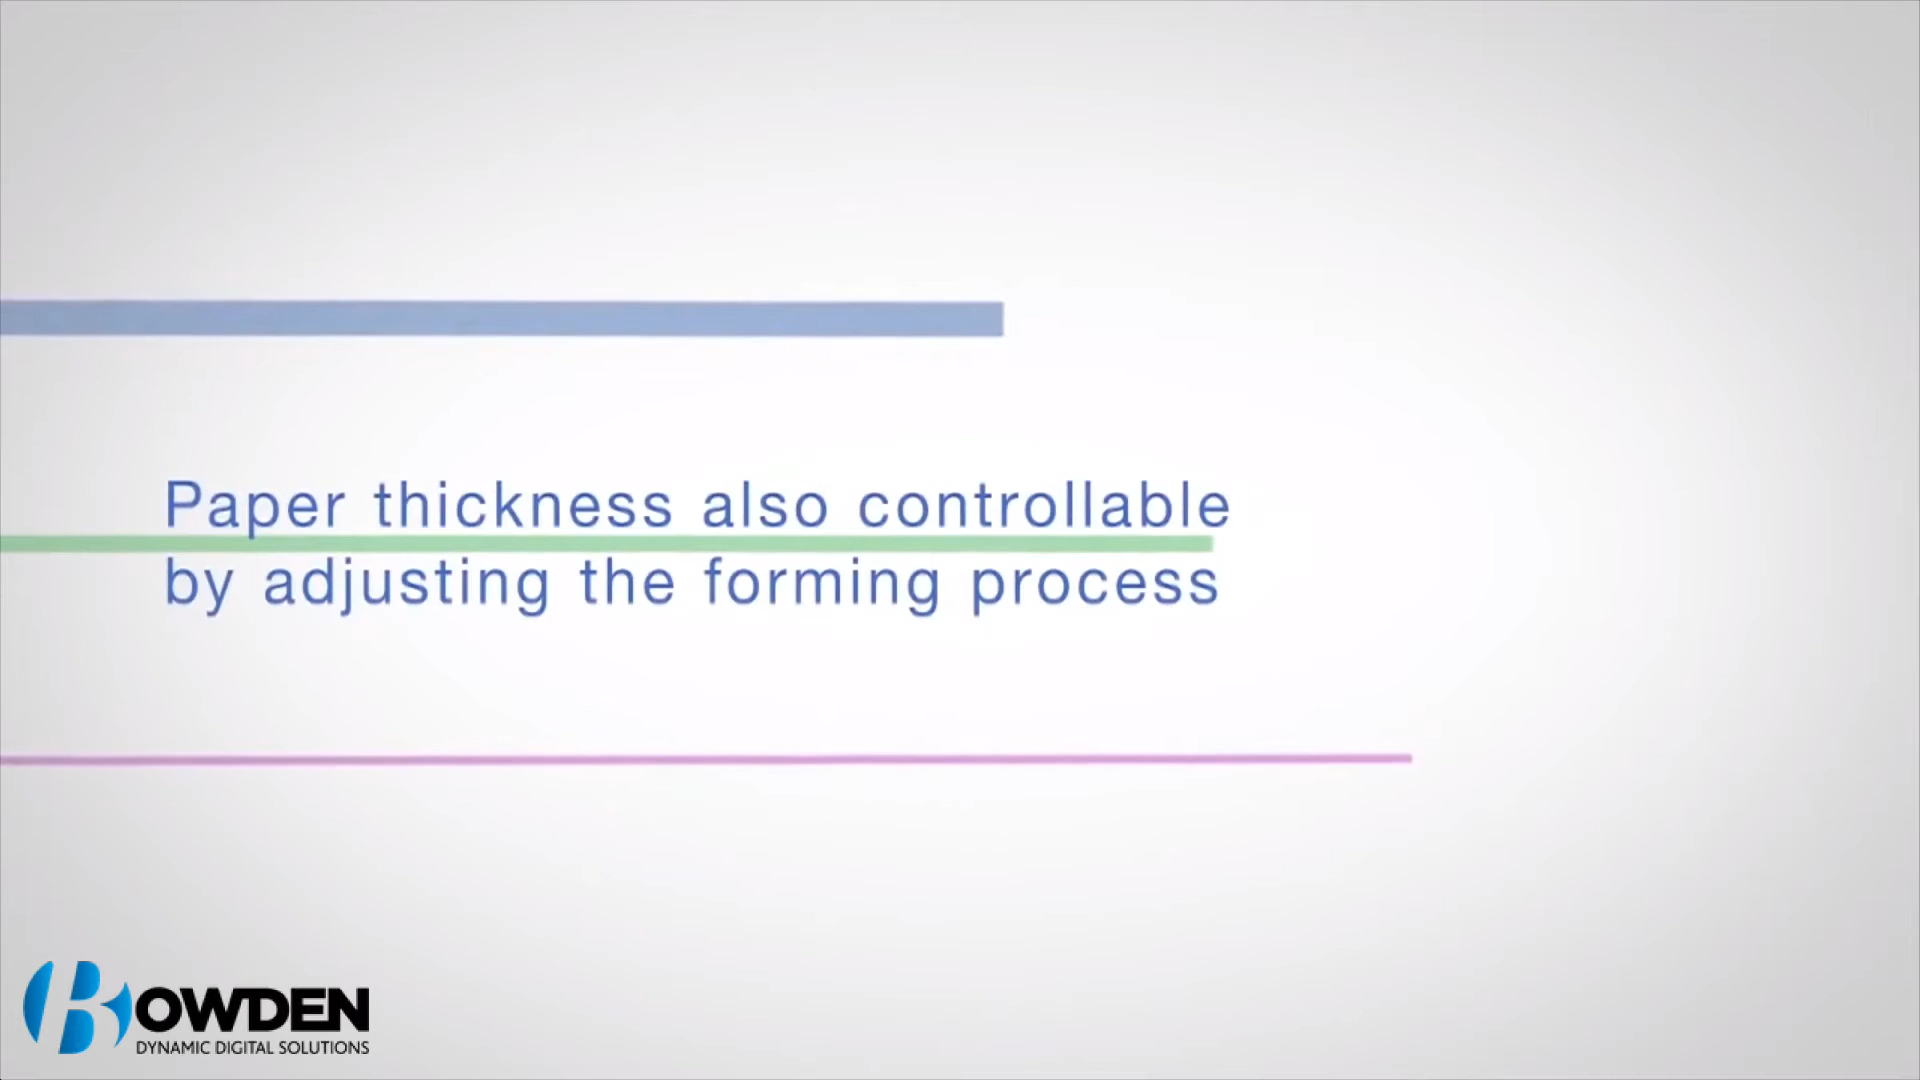 Paper thickness also controllable
by adjusting the forming process
BOWDEN
DYNAMIC DIGITAL SOLUTIONS